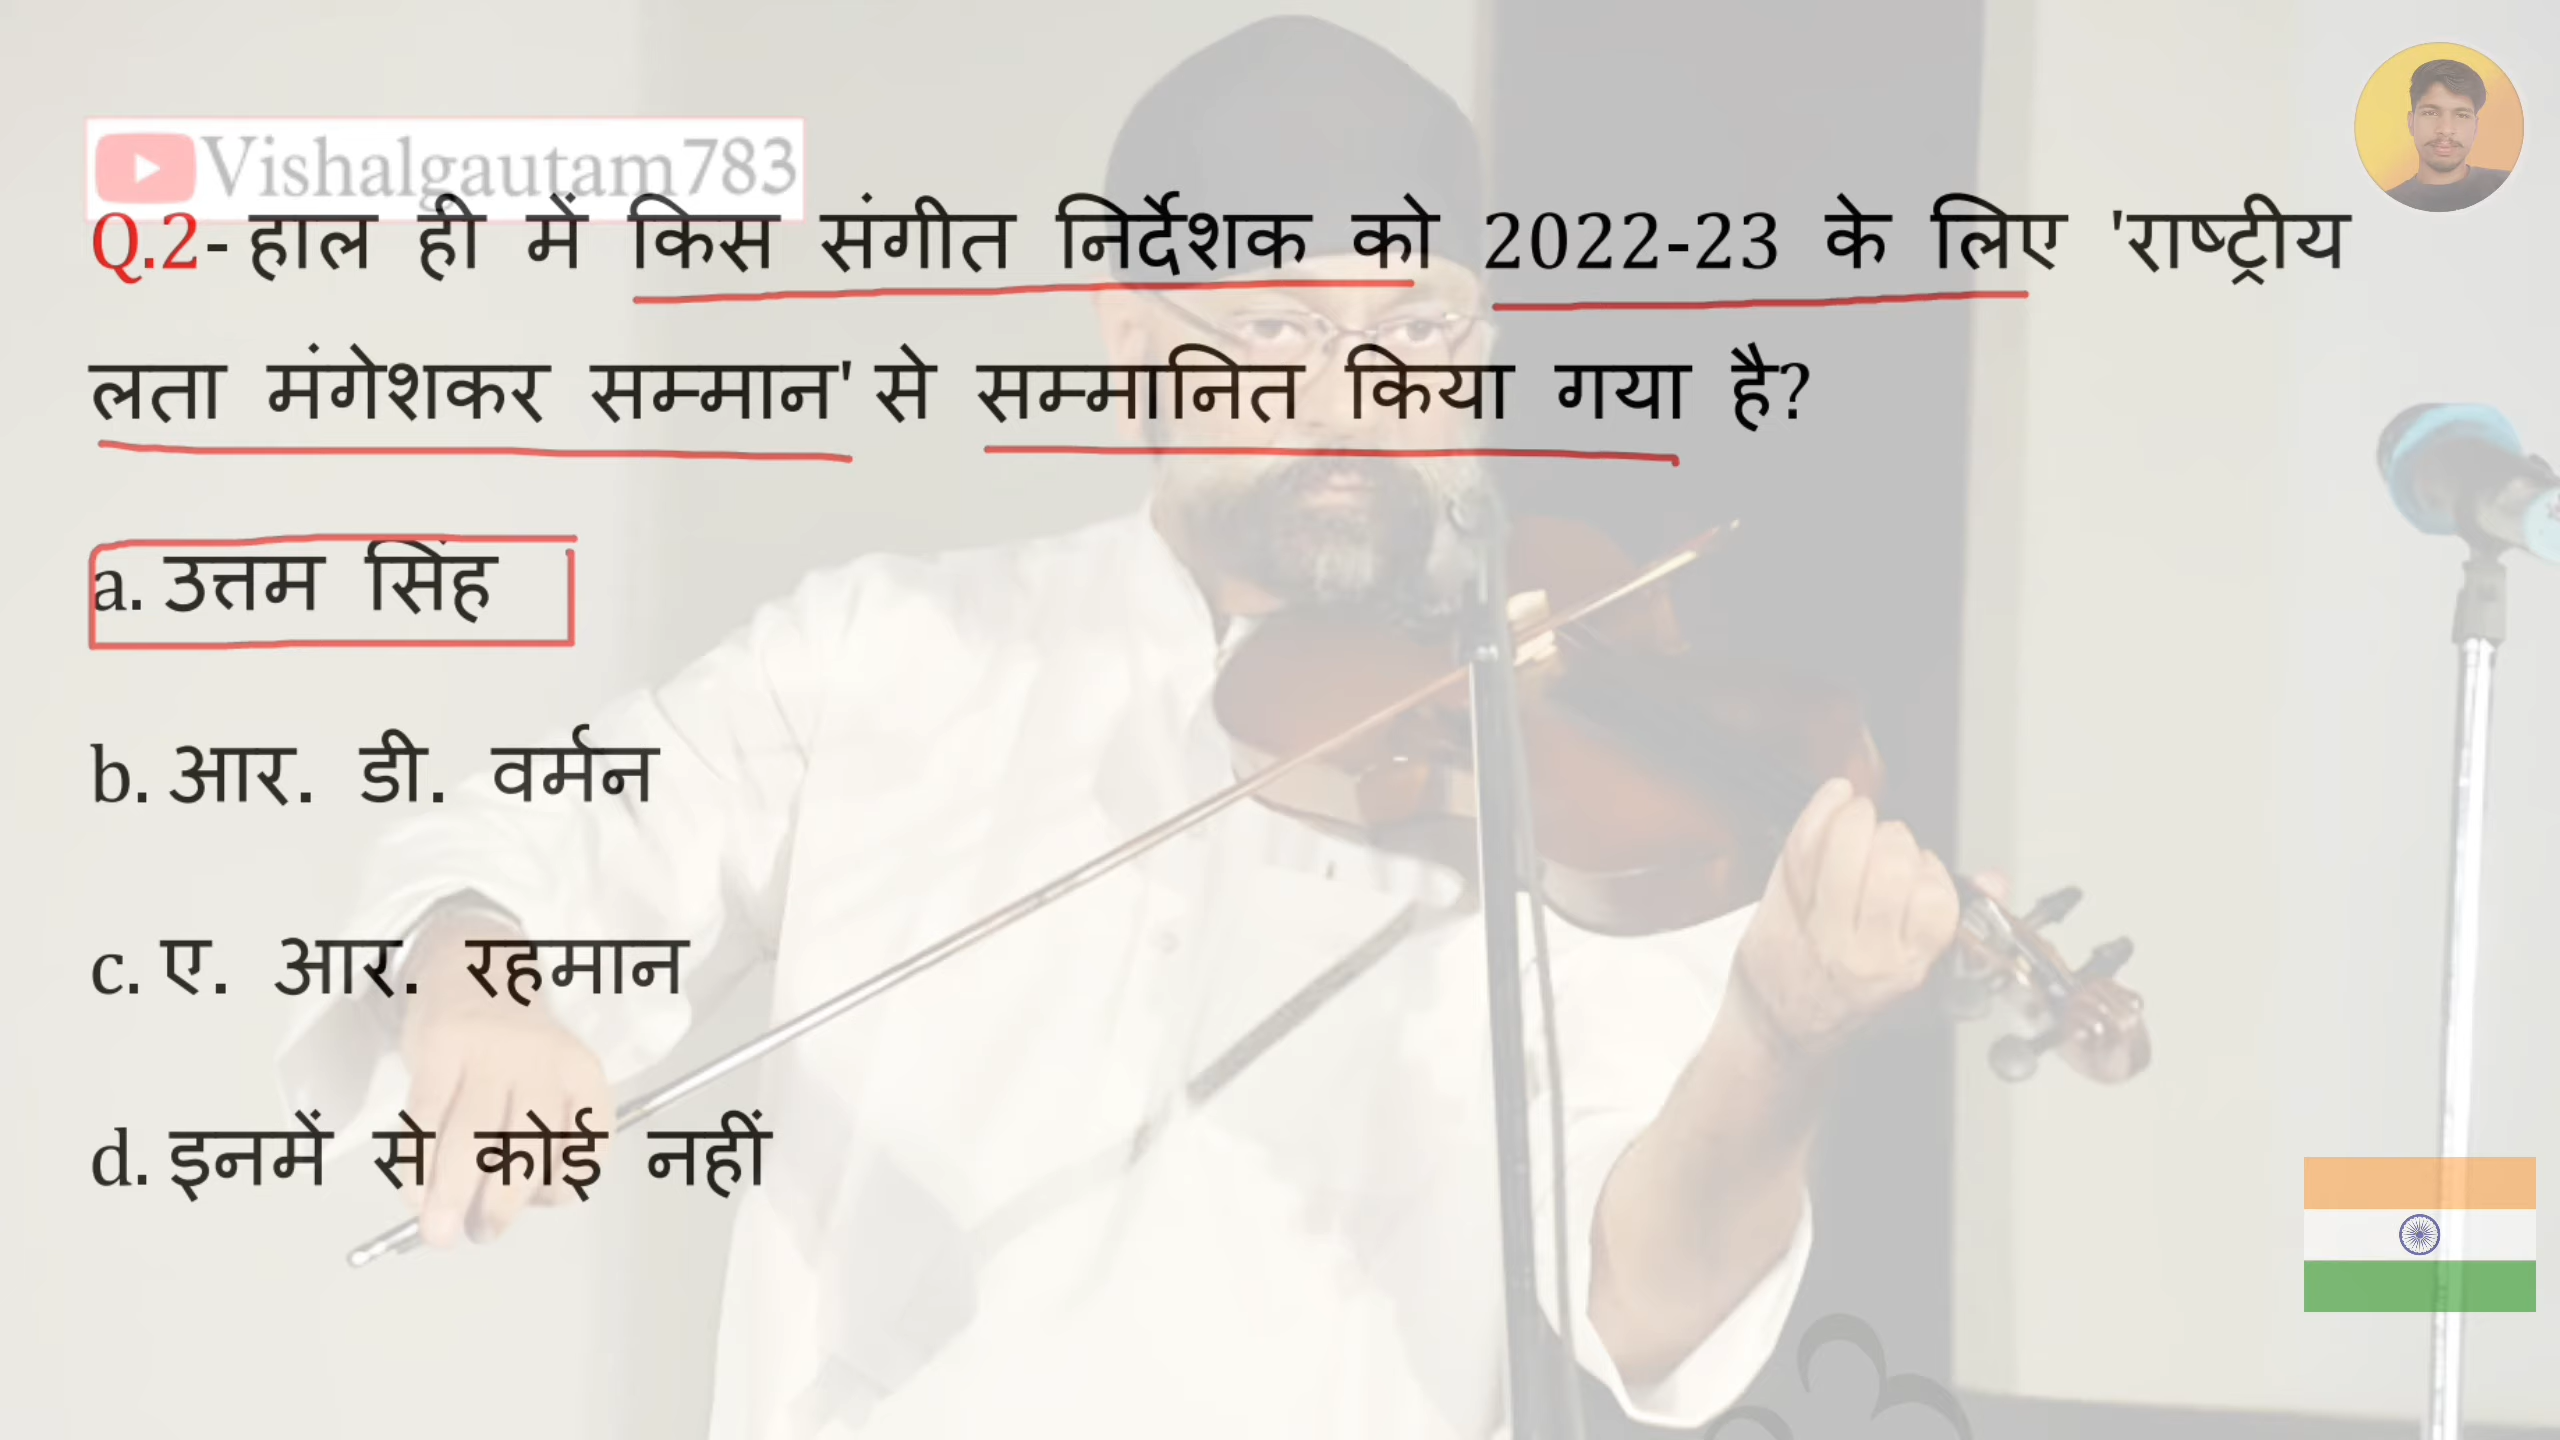 Vishalgautam783
Q.2- हाल ही में किस संगीत निर्देशक को 2022-23 के लिए 'राष्ट्रीय
लता मंगेशकर सम्मान' से सम्मानित किया गया है?
a. उत्तम सिंह
b. आर. डी. वर्मन
c. ए. आर. रहमान
d. इनमें से कोई नहीं